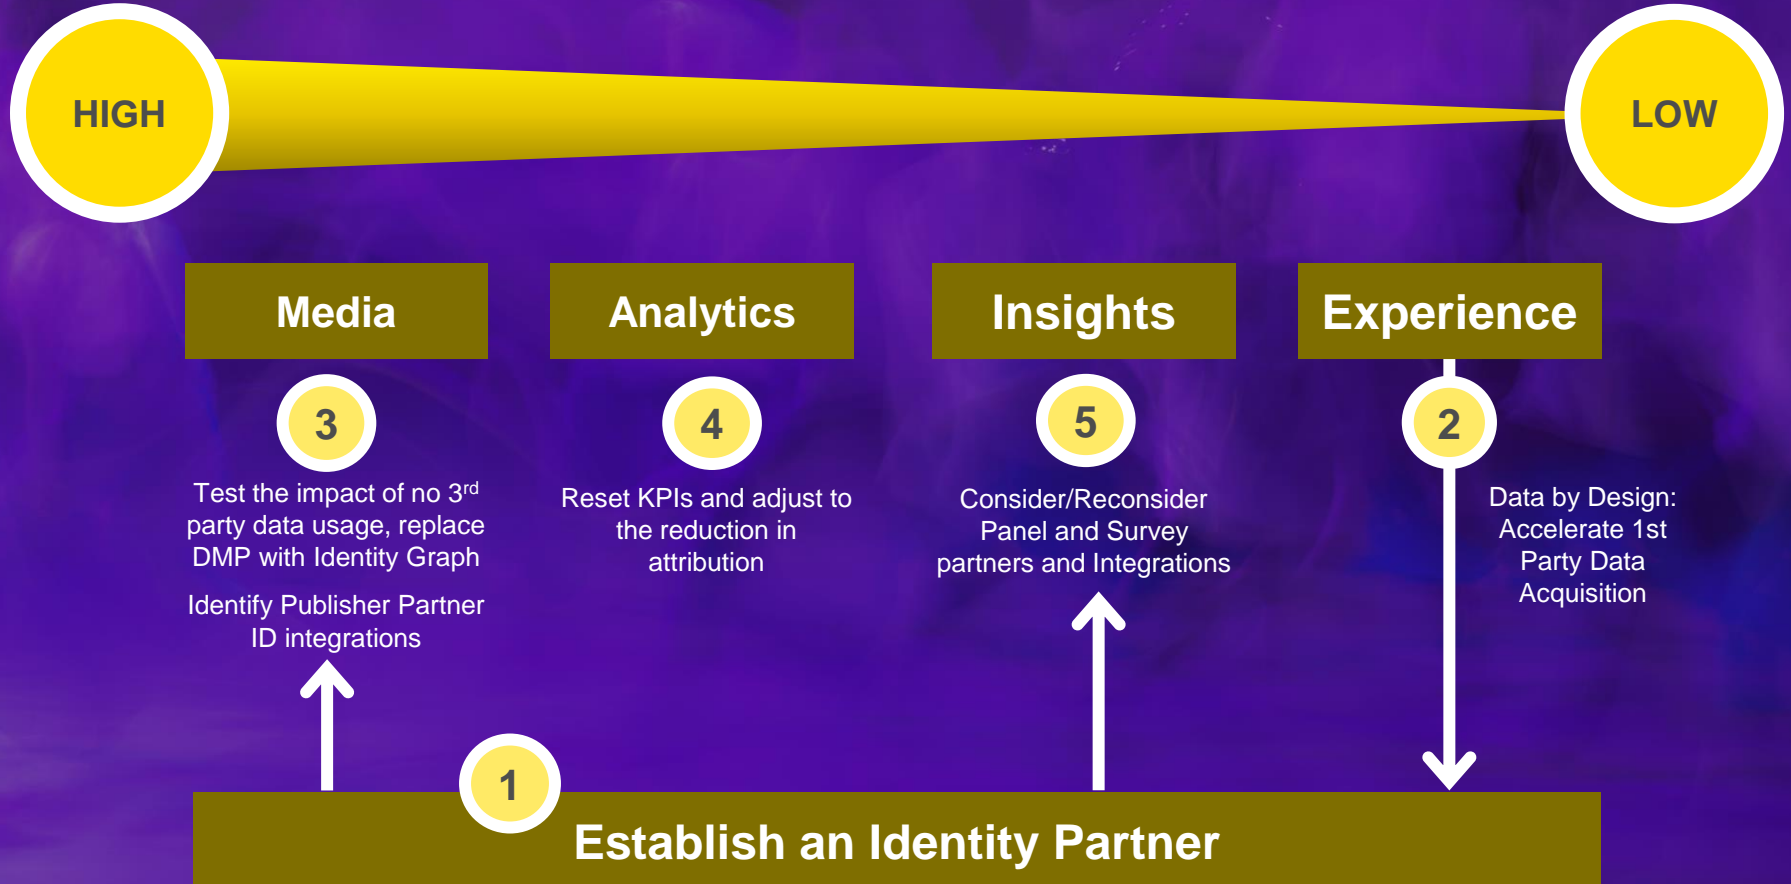 HIGH
LOW
Media
Analytics
Insights
Experience
3
4
5
2
Test the impact of no 3rd
party data usage, replace
DMP with Identity Graph
Identify Publisher Partner
ID integrations
Reset KPIs and adjust to
the reduction in
attribution
Consider/Reconsider
Panel and Survey
partners and Integrations
Data by Design:
Accelerate 1st
Party Data
Acquisition
1
Establish an Identity Partner